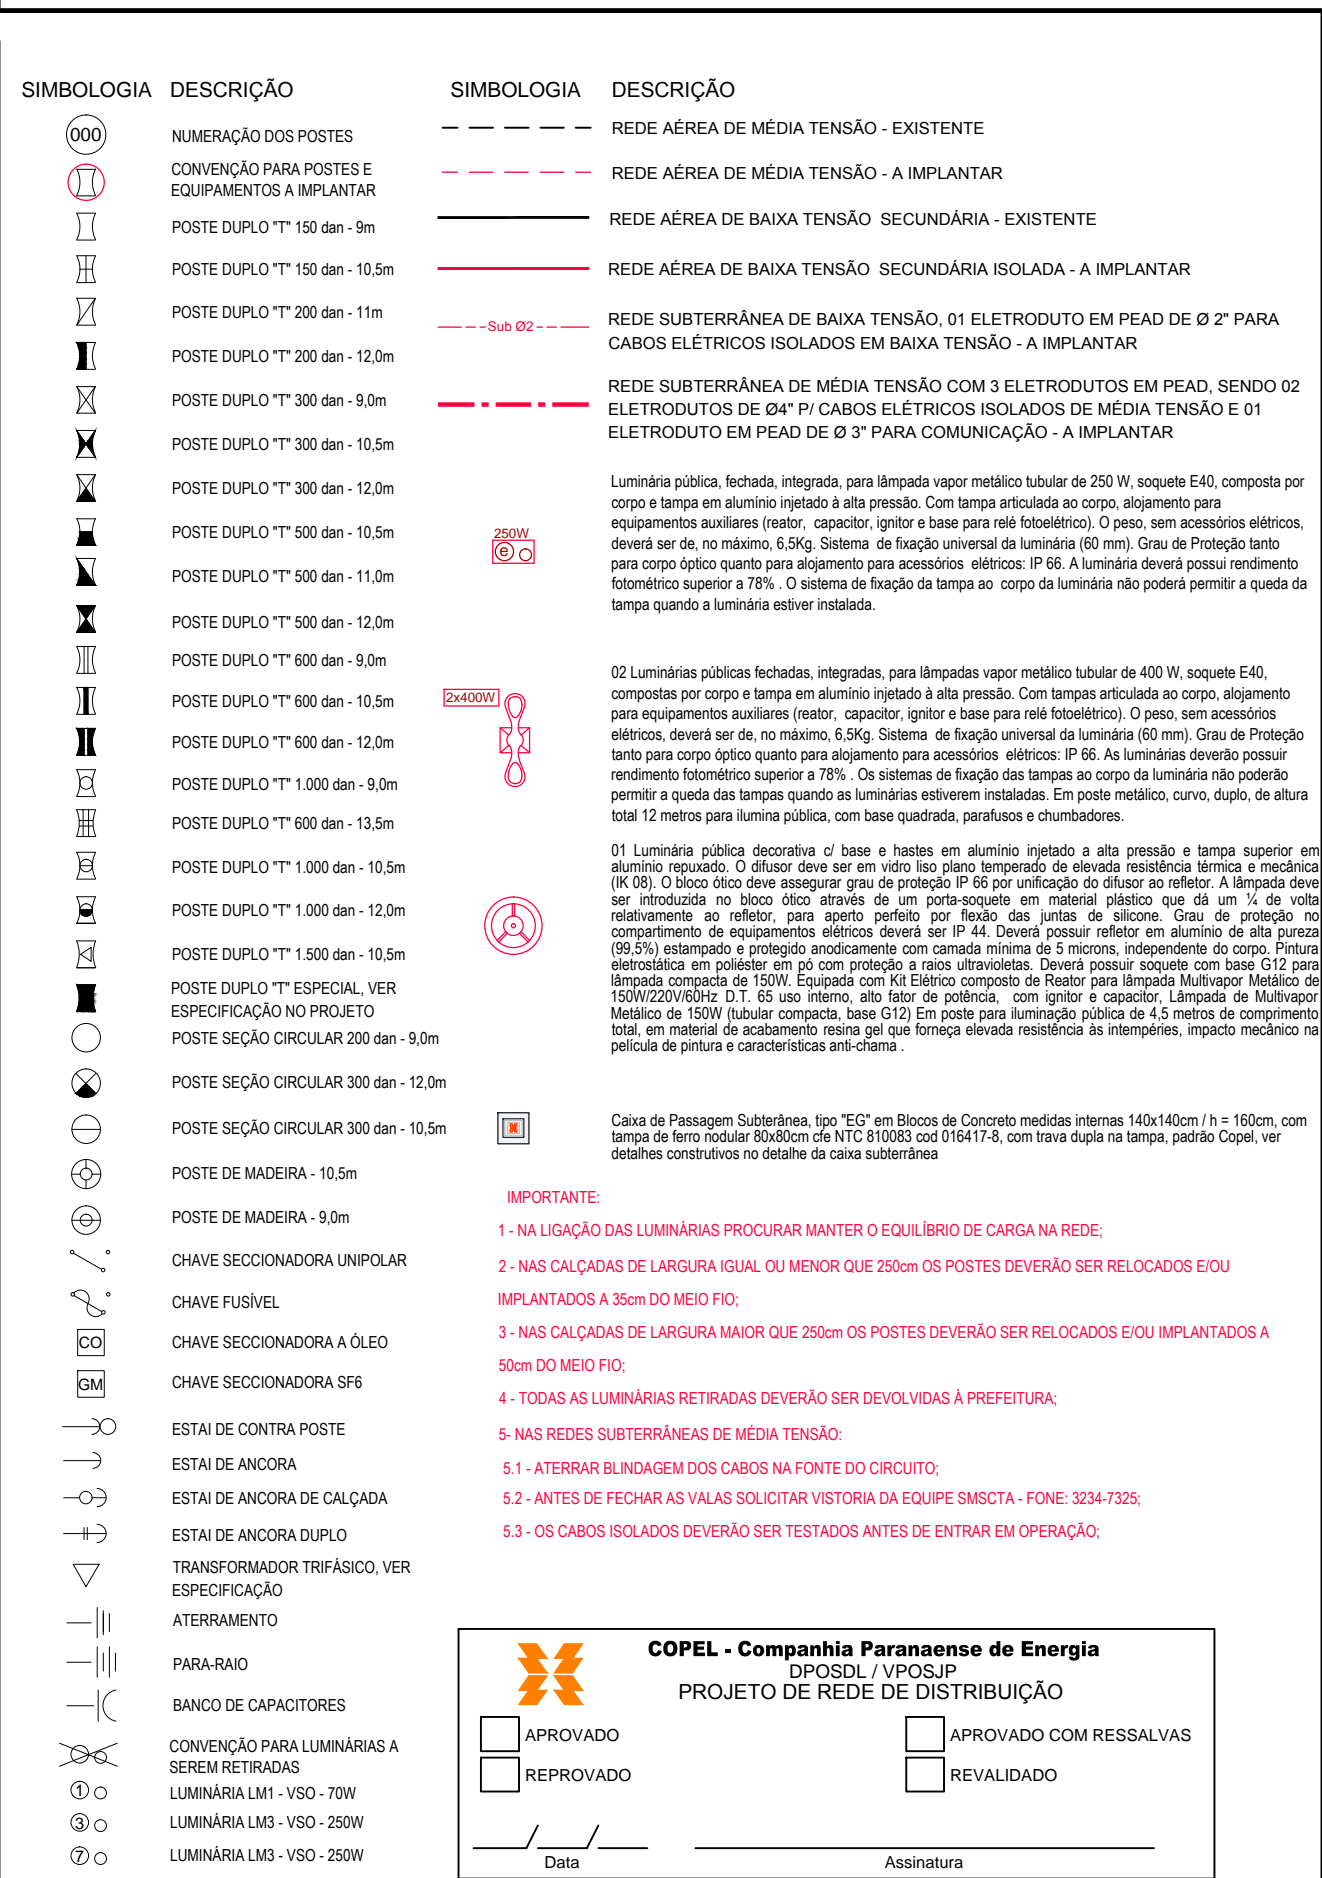 SIMBOLOGIA DESCRIÇÃO
000 NUMERAÇÃO DOS POSTES
CONVENÇÃO PARA POSTES E
EQUIPAMENTOS A IMPLANTAR
POSTE DUPLO "T" 150 dan - 9m
POSTE DUPLO "T" 150 dan - 10,5m
POSTE DUPLO "T" 200 dan - 11m
POSTE DUPLO "T" 200 dan - 12,0m
POSTE DUPLO "T" 300 dan - 9,0m
POSTE DUPLO "T" 300 dan - 10,5m
POSTE DUPLO "T" 300 dan - 12,0m
POSTE DUPLO "T" 500 dan - 10,5m
POSTE DUPLO "T" 500 dan - 11,0m
POSTE DUPLO "T" 500 dan - 12,0m
POSTE DUPLO "T" 600 dan - 9,0m
POSTE DUPLO "T" 600 dan - 10,5m
POSTE DUPLO "T" 600 dan - 12,0m
POSTE DUPLO "T" 1.000 dan - 9,0m
POSTE DUPLO "T" 600 dan - 13,5m
POSTE DUPLO "T" 1.000 dan - 10,5m
POSTE DUPLO "T" 1.000 dan - 12,0m
POSTE DUPLO "T" 1.500 dan - 10,5m
POSTE DUPLO "T" ESPECIAL, VER
ESPECIFICAÇÃO NO PROJETO
POSTE SEÇÃO CIRCULAR 200 dan - 9,0m
POSTE SEÇÃO CIRCULAR 300 dan - 12,0m
POSTE SEÇÃO CIRCULAR 300 dan - 10,5m
POSTE DE MADEIRA - 10,5m
POSTE DE MADEIRA - 9,0m
CHAVE SECCIONADORA UNIPOLAR
CHAVE FUSÍVEL
CO CHAVE SECCIONADORA A ÓLEO
GM CHAVE SECCIONADORA SF6
ESTAI DE CONTRA POSTE
ESTAI DE ANCORA
ESTAI DE ANCORA DE CALÇADA
ESTAI DE ANCORA DUPLO
TRANSFORMADOR TRIFÁSICO, VER
ESPECIFICAÇÃO
ATERRAMENTO
PARA-RAIO
BANCO DE CAPACITORES
CONVENÇÃO PARA LUMINÁRIAS A
SEREM RETIRADAS
1 LUMINÁRIA LM1 - VSO - 70W
3 LUMINÁRIA LM3 - VSO - 250W
7 LUMINÁRIA LM3 - VSO - 250W
SIMBOLOGIA DESCRIÇÃO
REDE AÉREA DE MÉDIA TENSÃO - EXISTENTE
REDE AÉREA DE MÉDIA TENSÃO - A IMPLANTAR
REDE AÉREA DE BAIXA TENSÃO SECUNDÁRIA - EXISTENTE
REDE AÉREA DE BAIXA TENSÃO SECUNDÁRIA ISOLADA - A IMPLANTAR
Sub Ø2
REDE SUBTERRÂNEA DE BAIXA TENSÃO, 01 ELETRODUTO EM PEAD DE Ø 2" PARA
CABOS ELÉTRICOS ISOLADOS EM BAIXA TENSÃO - A IMPLANTAR
REDE SUBTERRÂNEA DE MÉDIA TENSÃO COM 3 ELETRODUTOS EM PEAD, SENDO 02
ELETRODUTOS DE Ø4" P/ CABOS ELÉTRICOS ISOLADOS DE MÉDIA TENSÃO E 01
ELETRODUTO EM PEAD DE Ø 3" PARA COMUNICAÇÃO - A IMPLANTAR
250W
e
Luminária pública, fechada, integrada, para lâmpada vapor metálico tubular de 250 W, soquete E40, composta por
corpo e tampa em alumínio injetado à alta pressão. Com tampa articulada ao corpo, alojamento para
equipamentos auxiliares (reator, capacitor, ignitor e base para relé fotoelétrico). O peso, sem acessórios elétricos,
deverá ser de, no máximo, 6,5Kg. Sistema de fixação universal da luminária (60 mm). Grau de Proteção tanto
para corpo óptico quanto para alojamento para acessórios elétricos: IP 66. A luminária deverá possui rendimento
fotométrico superior a 78% . O sistema de fixação da tampa ao corpo da luminária não poderá permitir a queda da
tampa quando a luminária estiver instalada.
2x400W
02 Luminárias públicas fechadas, integradas, para lâmpadas vapor metálico tubular de 400 W, soquete E40,
compostas por corpo e tampa em alumínio injetado à alta pressão. Com tampas articulada ao corpo, alojamento
para equipamentos auxiliares (reator, capacitor, ignitor e base para relé fotoelétrico). O peso, sem acessórios
elétricos, deverá ser de, no máximo, 6,5Kg. Sistema de fixação universal da luminária (60 mm). Grau de Proteção
tanto para corpo óptico quanto para alojamento para acessórios elétricos: IP 66. As luminárias deverão possuir
rendimento fotométrico superior a 78% . Os sistemas de fixação das tampas ao corpo da luminária não poderão
permitir a queda das tampas quando as luminárias estiverem instaladas. Em poste metálico, curvo, duplo, de altura
total 12 metros para ilumina pública, com base quadrada, parafusos e chumbadores.
01 Luminária pública decorativa c/ base e hastes em alumínio injetado a alta pressão e tampa superior em
alumínio repuxado. O difusor deve ser em vidro liso plano temperado de elevada resistência térmica e mecânica
(IK 08). O bloco ótico deve assegurar grau de proteção IP 66 por unificação do difusor ao refletor. A lâmpada deve
ser introduzida no bloco ótico através de um porta-soquete em material plástico que dá um ¼ de volta
relativamente ao refletor, para aperto perfeito por flexão das juntas de silicone. Grau de proteção no
compartimento de equipamentos elétricos deverá ser IP 44. Deverá possuir refletor em alumínio de alta pureza
(99,5%) estampado e protegido anodicamente com camada mínima de 5 microns, independente do corpo. Pintura
eletrostática em poliéster em pó com proteção a raios ultravioletas. Deverá possuir soquete com base G12 para
lâmpada compacta de 150W. Equipada com Kit Elétrico composto de Reator para lâmpada Multivapor Metálico de
150W/220V/60Hz D.T. 65 uso interno, alto fator de potência, com ignitor e capacitor, Lâmpada de Multivapor
Metálico de 150W (tubular compacta, base G12) Em poste para iluminação pública de 4,5 metros de comprimento
total, em material de acabamento resina gel que forneça elevada resistência às intempéries, impacto mecânico na
película de pintura e características anti-chama .
Caixa de Passagem Subterânea, tipo "EG" em Blocos de Concreto medidas internas 140x140cm / h = 160cm, com
tampa de ferro nodular 80x80cm cfe NTC 810083 cod 016417-8, com trava dupla na tampa, padrão Copel, ver
detalhes construtivos no detalhe da caixa subterrânea
IMPORTANTE:
1 - NA LIGAÇÃO DAS LUMINÁRIAS PROCURAR MANTER O EQUILÍBRIO DE CARGA NA REDE;
2 - NAS CALÇADAS DE LARGURA IGUAL OU MENOR QUE 250cm OS POSTES DEVERÃO SER RELOCADOS E/OU
IMPLANTADOS A 35cm DO MEIO FIO;
3 - NAS CALÇADAS DE LARGURA MAIOR QUE 250cm OS POSTES DEVERÃO SER RELOCADOS E/OU IMPLANTADOS A
50cm DO MEIO FIO;
4 - TODAS AS LUMINÁRIAS RETIRADAS DEVERÃO SER DEVOLVIDAS À PREFEITURA;
5- NAS REDES SUBTERRÂNEAS DE MÉDIA TENSÃO:
5.1 - ATERRAR BLINDAGEM DOS CABOS NA FONTE DO CIRCUITO;
5.2 - ANTES DE FECHAR AS VALAS SOLICITAR VISTORIA DA EQUIPE SMSCTA - FONE: 3234-7325;
5.3 - OS CABOS ISOLADOS DEVERÃO SER TESTADOS ANTES DE ENTRAR EM OPERAÇÃO;
COPEL - Companhia Paranaense de Energia
DPOSDL / VPOSJP
PROJETO DE REDE DE DISTRIBUIÇÃO
APROVADO APROVADO COM RESSALVAS
REPROVADO REVALIDADO
___/___/___
Data Assinatura